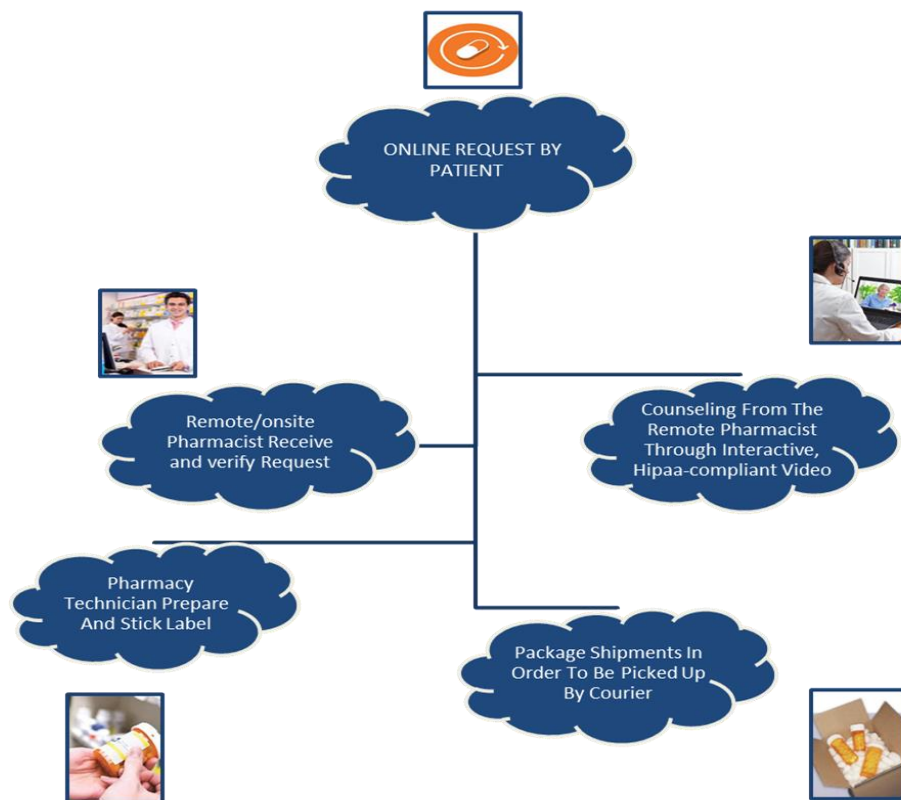 ONLINE REQUEST BY
PATIENT
Remote/onsite
Pharmacist Receive
and verify Request
Counseling From The
Remote Pharmacist
Through Interactive,
Hipaa-compliant Video
Pharmacy
Technician Prepare
And Stick Label
Package Shipments In
Order To Be Picked Up
By Courier